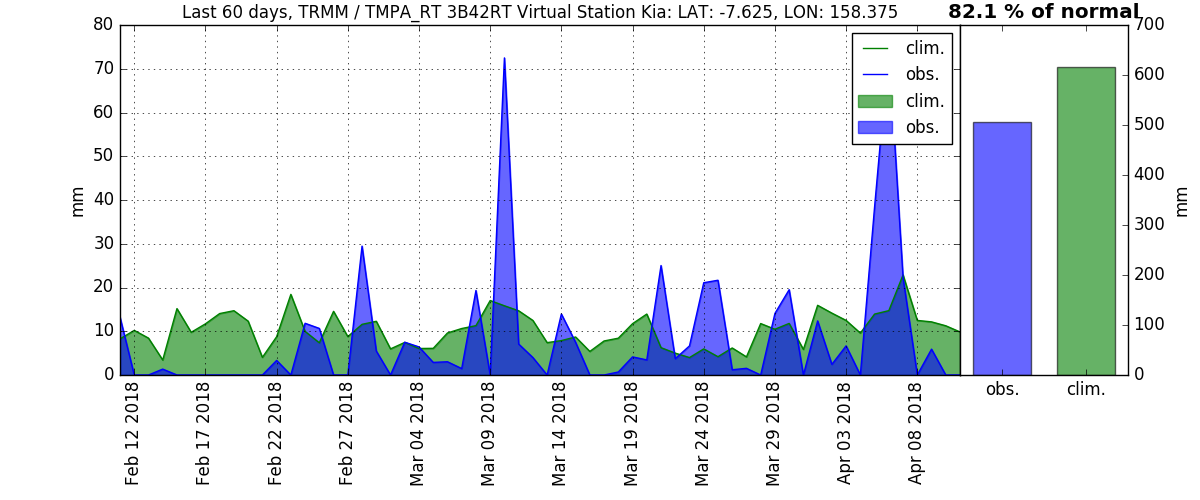 Last 60 days, TRMM / TMPA_RT 3B42RT Virtual Station Kia: LAT: -7.625, LON: 158.375
82.1 % of normal
80
70
60
50
40
30
20
10
0
mm
clim.
obs.
clim.
obs.
Feb 12 2018
Feb 17 2018
Feb 22 2018
Feb 27 2018
Mar 04 2018
Mar 09 2018
Mar 14 2018
Mar 19 2018
Mar 24 2018
Mar 29 2018
Apr 03 2018
Apr 08 2018
700
600
500
400
300
200
100
0
mm
obs.
clim.